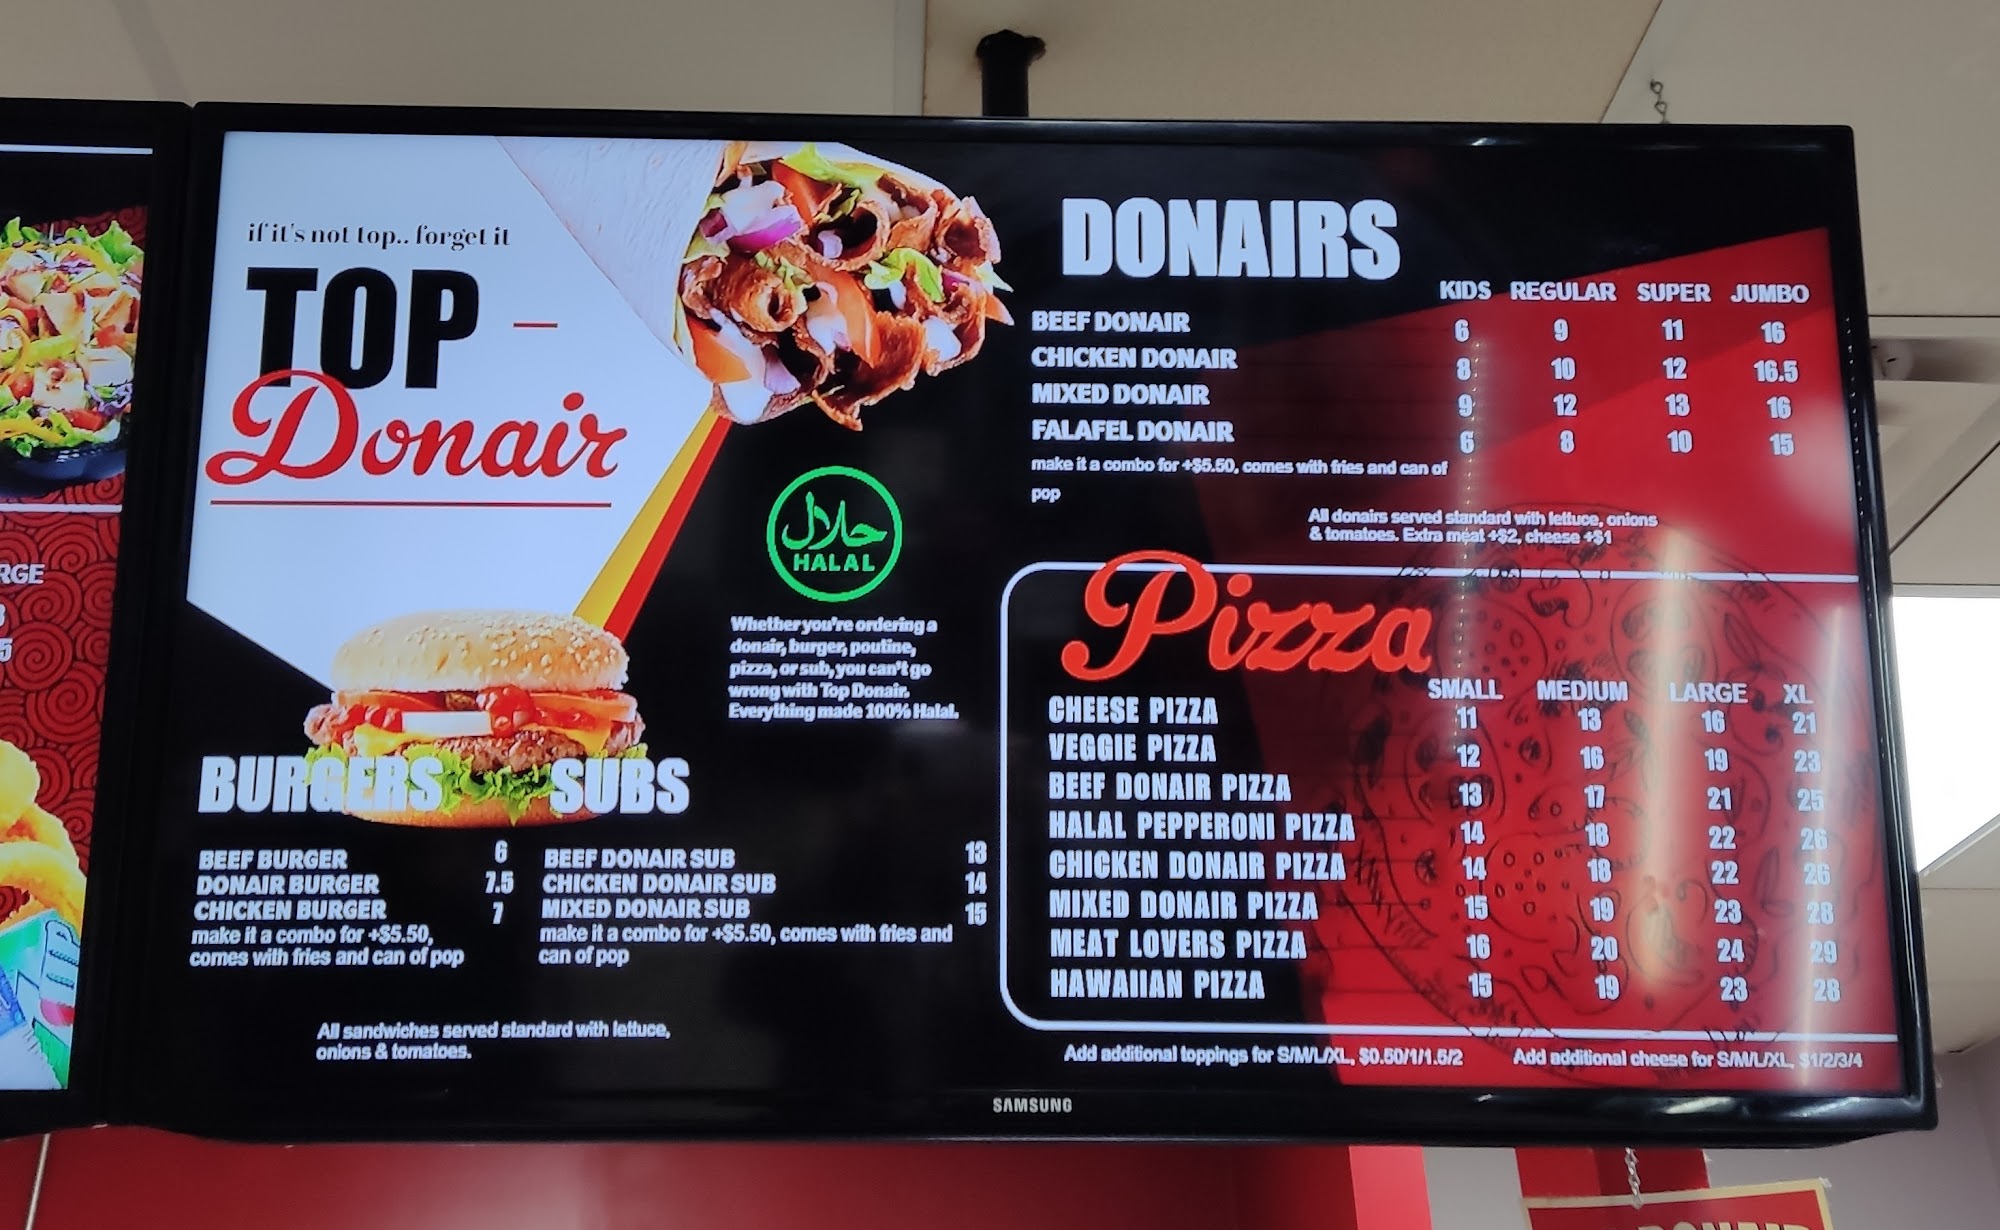 RGE
5
if it's not top.. forget it
TOP
Donair
حلال
HALAL
Whether you're ordering a
donair, burger, poutine,
pizza, or sub, you can't go
wrong with Top Donair.
Everything made 100% Halal.
BURGERS
BEEF BURGER 6
DONAIR BURGER 7.5
CHICKEN BURGER 7
make it a combo for +$5.50,
comes with fries and can of pop
SUBS
BEEF DONAIR SUB 13
CHICKEN DONAIR SUB 14
MIXED DONAIR SUB 15
make it a combo for +$5.50, comes with fries and
can of pop
All sandwiches served standard with lettuce,
onions & tomatoes.
DONAIRS
KIDS REGULAR SUPER JUMBO
BEEF DONAIR 6 9 11 16
CHICKEN DONAIR 8 10 12 16.5
MIXED DONAIR 9 12 13 16
FALAFEL DONAIR 6 8 10 15
make it a combo for +$5.50, comes with fries and can of
pop
All donairs served standard with lettuce, onions
& tomatoes. Extra meat +$2, cheese +$1
Pizza
SMALL MEDIUM LARGE XL
CHEESE PIZZA 11 13 16 21
VEGGIE PIZZA 12 16 19 23
BEEF DONAIR PIZZA 13 17 21 25
HALAL PEPPERONI PIZZA 14 18 22 26
CHICKEN DONAIR PIZZA 14 18 22 26
MIXED DONAIR PIZZA 15 19 23 28
MEAT LOVERS PIZZA 16 20 24 29
HAWAIIAN PIZZA 15 19 23 28
Add additional toppings for S/M/L/XL, $0.50/1/1.5/2
Add additional cheese for S/M/L/XL, $1/2/3/4
SAMSUNG